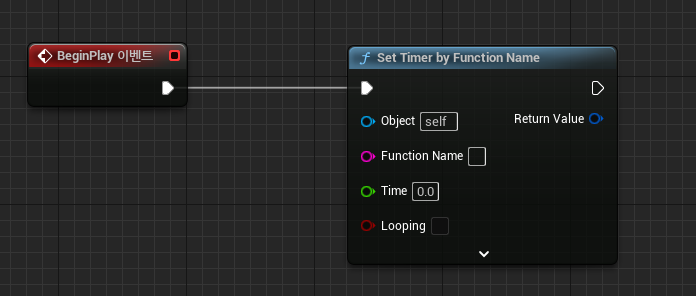 BeginPlay 이벤트
Set Timer by Function Name
Object self
Return Value
Function Name
Time 0.0
Looping